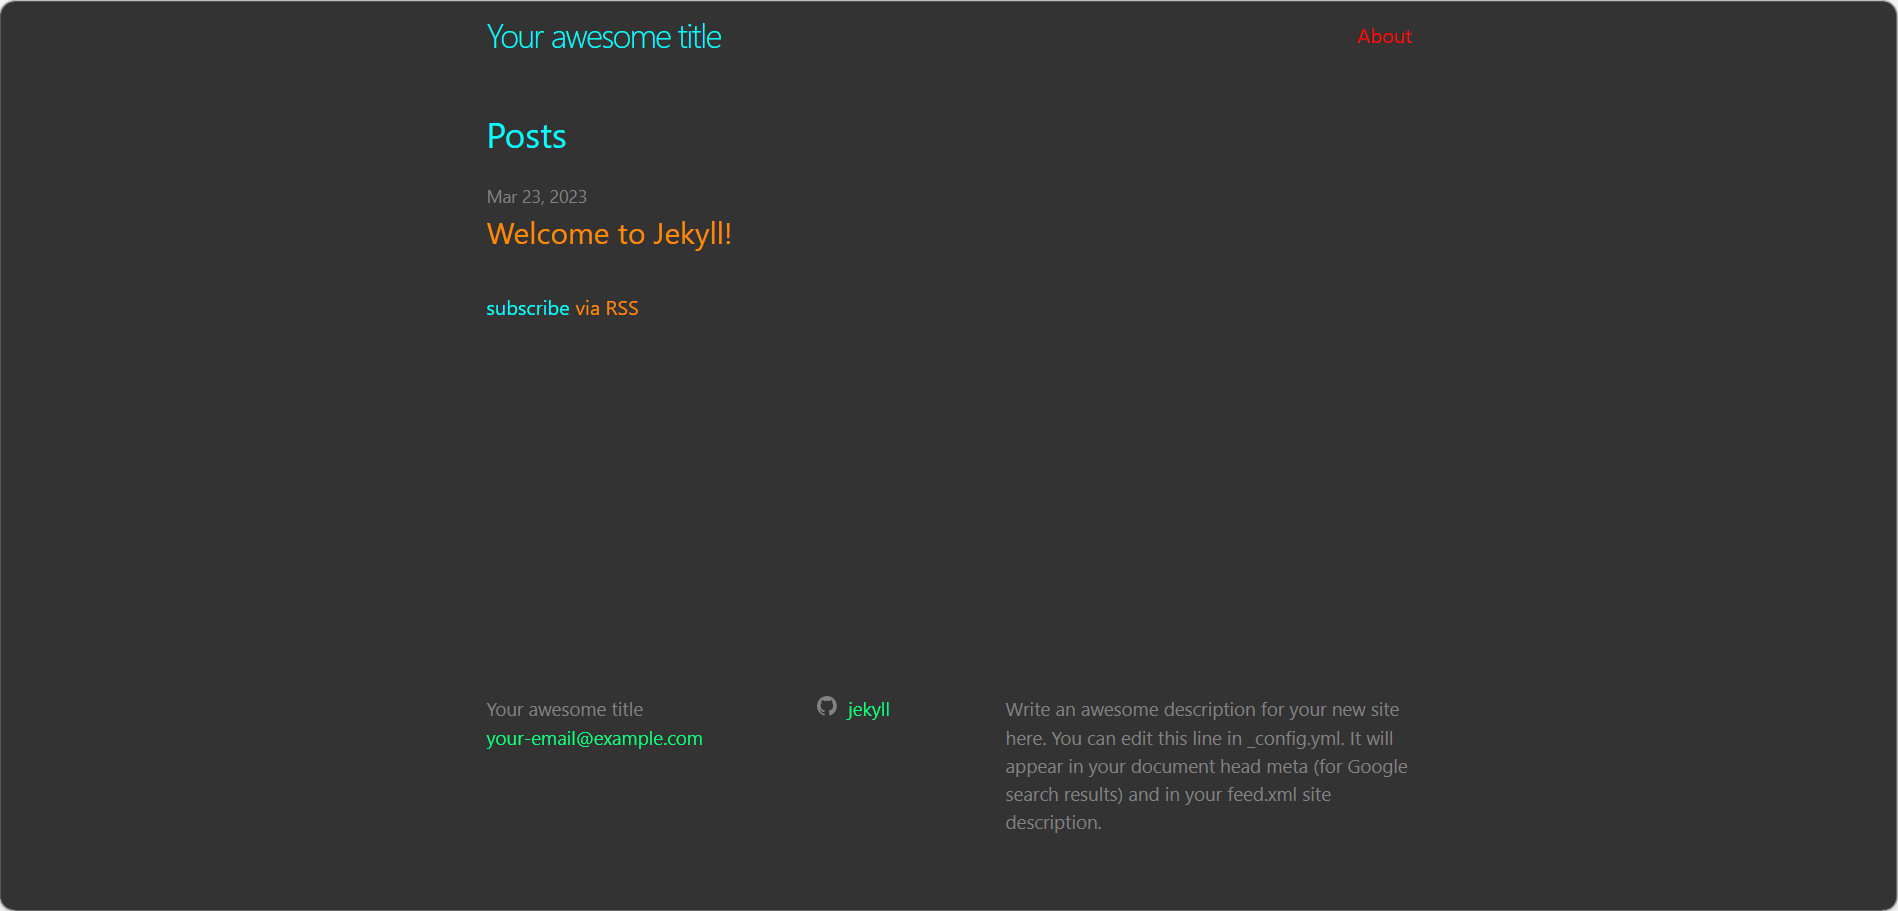 Your awesome title
About
Posts
Mar 23, 2023
Welcome to Jekyll!
subscribe via RSS
Your awesome title
your-email@example.com
jekyll
Write an awesome description for your new site
here. You can edit this line in _config.yml. It will
appear in your document head meta (for Google
search results) and in your feed.xml site
description.